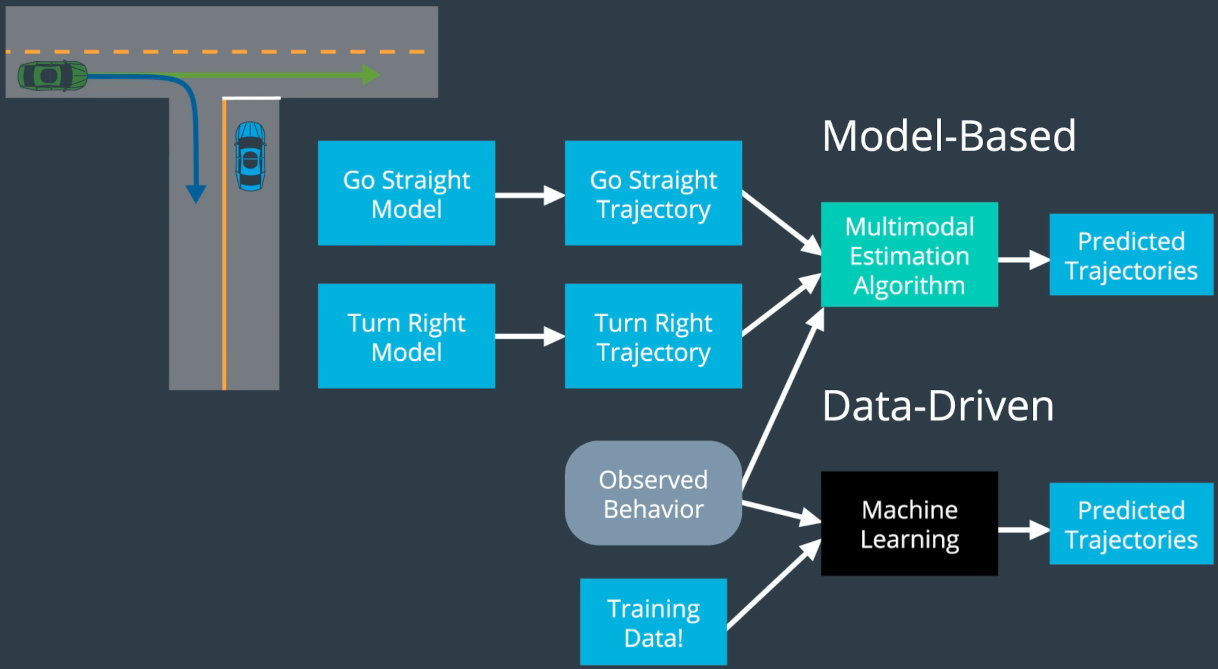 Model-Based
Go Straight
Model
Go Straight
Trajectory
Multimodal
Estimation
Algorithm
Predicted
Trajectories
Turn Right
Model
Turn Right
Trajectory
Data-Driven
Observed
Behavior
Machine
Learning
Predicted
Trajectories
Training
Data!